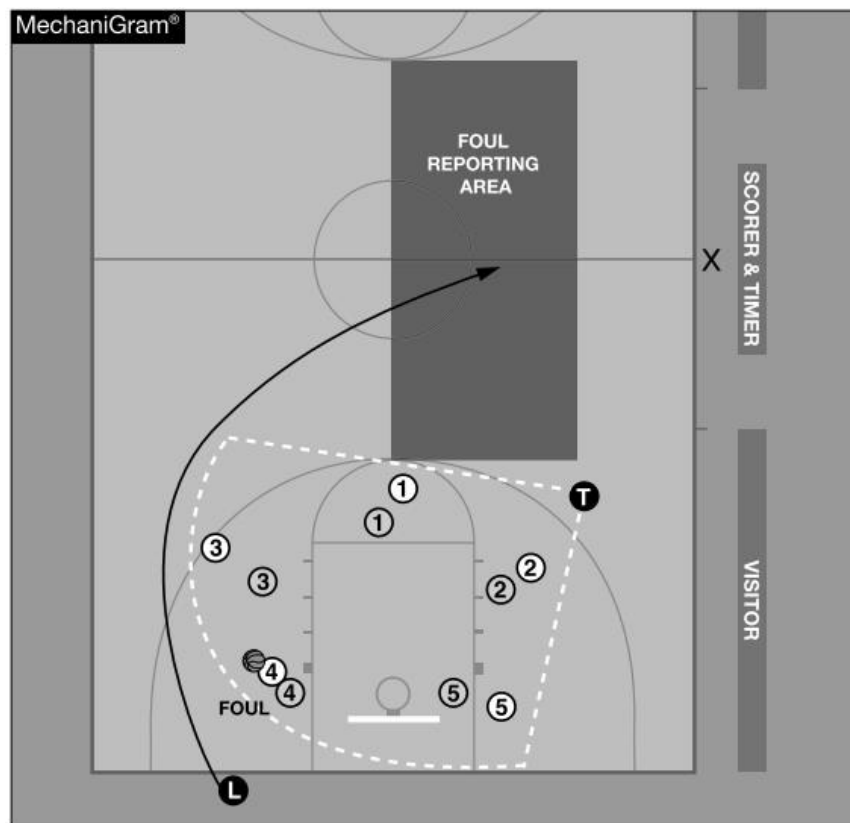 MechaniGram®
FOUL
REPORTING
AREA
SCORER & TIMER
X
1
T
1
3
2
3
2
4
4
5
5
FOUL
VISITOR
L